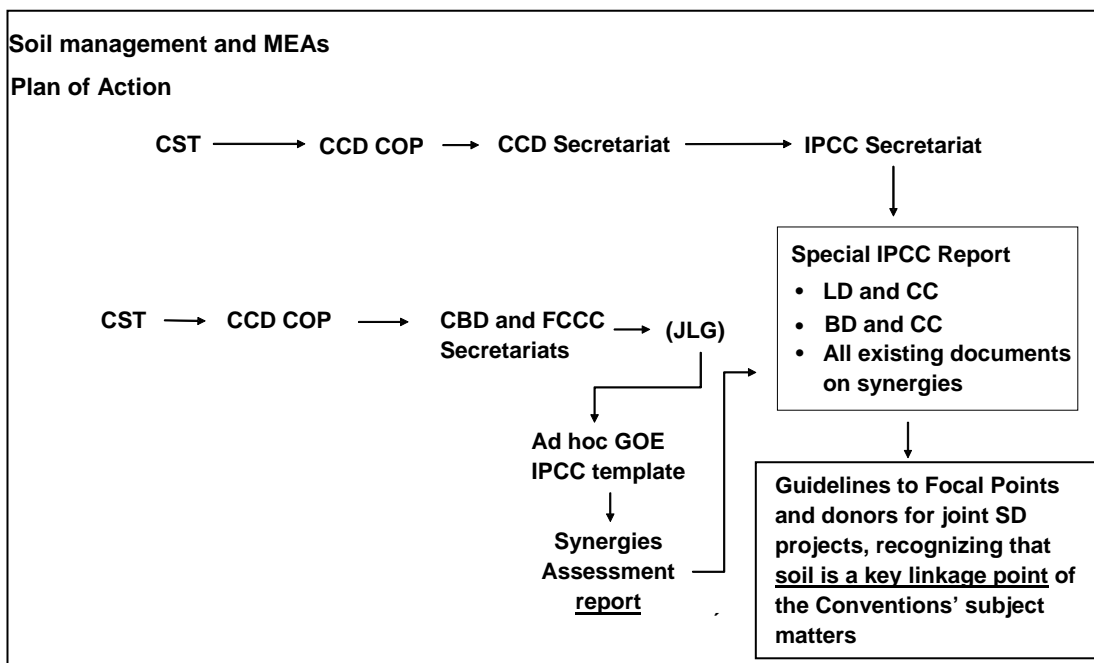 Soil management and MEAs
Plan of Action
CST
CCD COP
CCD Secretariat
IPCC Secretariat
Special IPCC Report
• LD and CC
• BD and CC
• All existing documents
on synergies
CST
CCD COP
CBD and FCCC
Secretariats
(JLG)
Ad hoc GOE
IPCC template
Synergies
Assessment
report
Guidelines to Focal Points
and donors for joint SD
projects, recognizing that
soil is a key linkage point of
the Conventions’ subject
matters